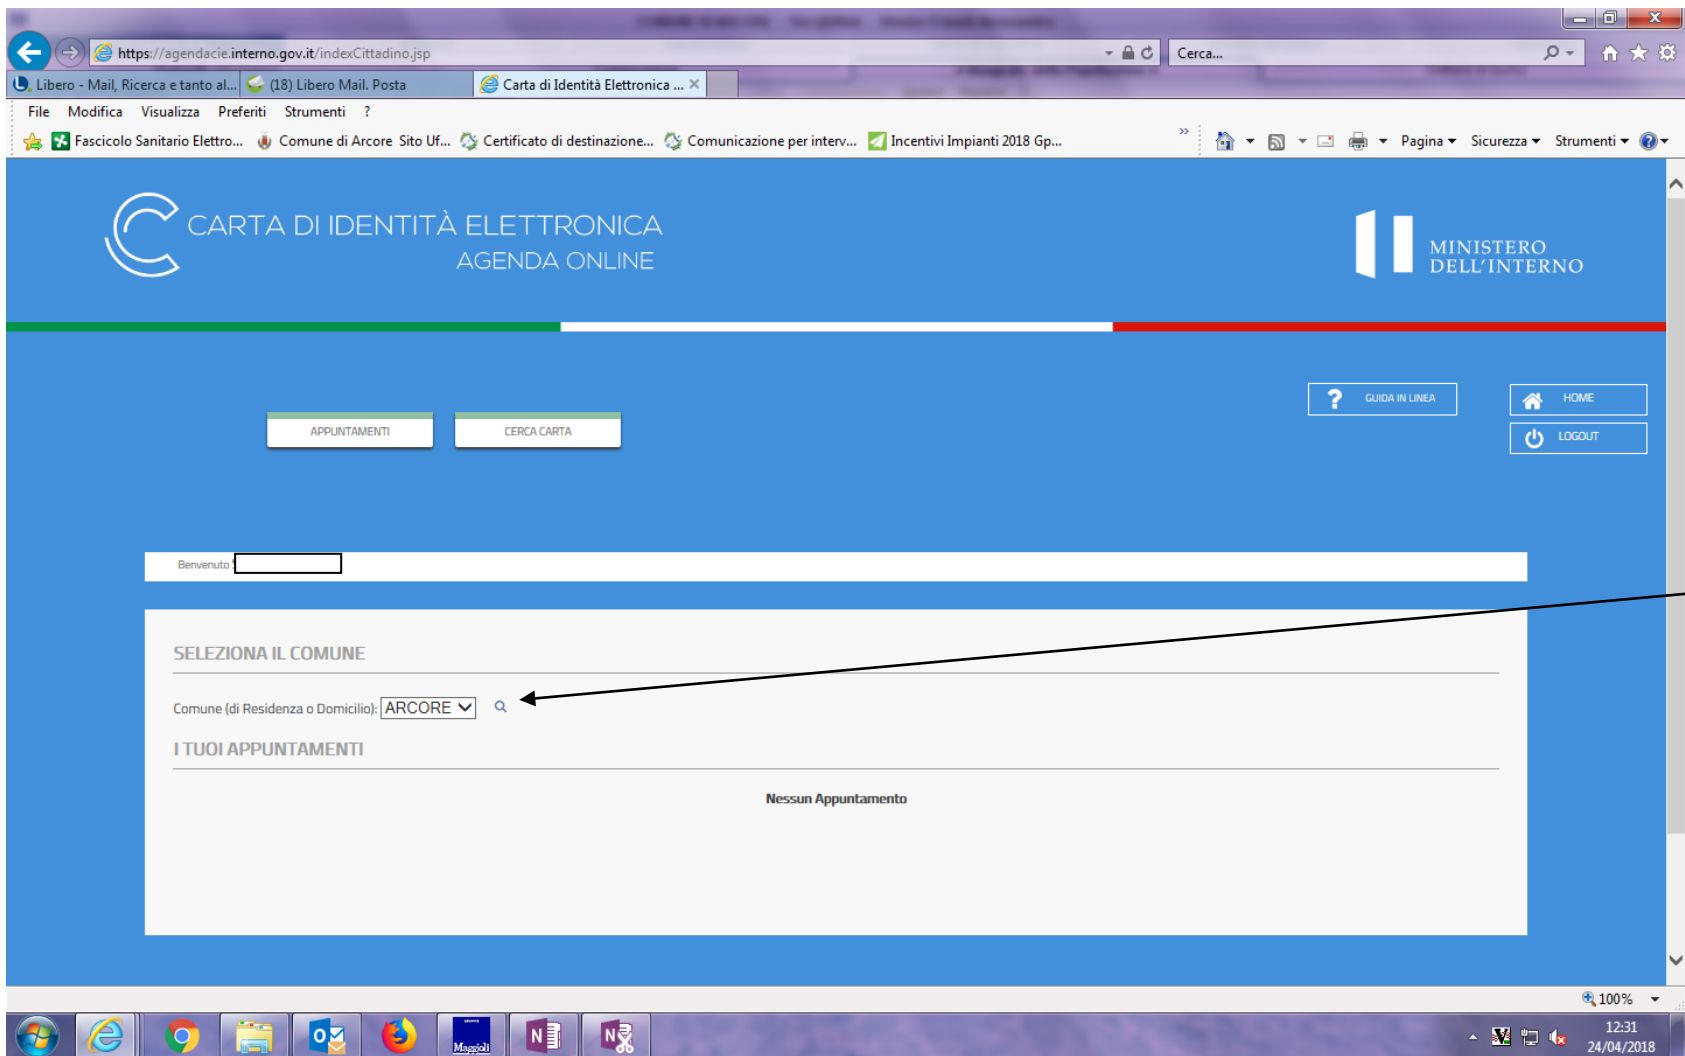 https://agendacie.interno.gov.it/indexCittadino.jsp
Cerca...
Libero - Mail, Ricerca e tanto al...
(18) Libero Mail. Posta
Carta di Identità Elettronica ...
File Modifica Visualizza Preferiti Strumenti ?
Fascicolo Sanitario Elettro... Comune di Arcore Sito Uf... Certificato di destinazione... Comunicazione per interv... Incentivi Impianti 2018 Gp... » Pagina Sicurezza Strumenti
CARTA DI IDENTITÀ ELETTRONICA
AGENDA ONLINE
MINISTERO
DELL'INTERNO
? GUIDA IN LINEA
HOME
LOGOUT
APPUNTAMENTI
CERCA CARTA
Benvenuto
SELEZIONA IL COMUNE
Comune (di Residenza o Domicilio): ARCORE
I TUOI APPUNTAMENTI
Nessun Appuntamento
100%
Maggioli
12:31
24/04/2018